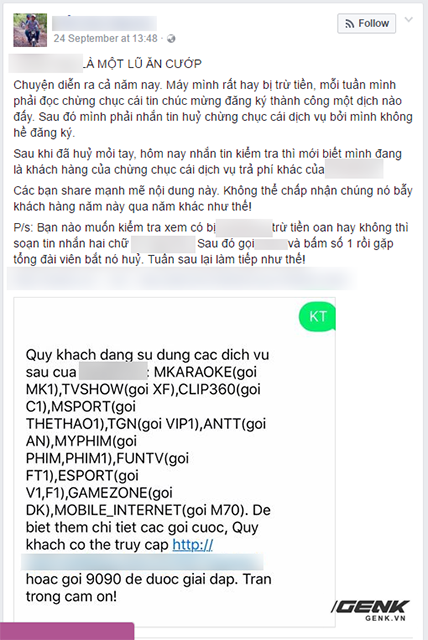 Follow
24 September at 13:48 ·
LÀ MỘT LŨ ĂN CƯỚP
Chuyện diễn ra cả năm nay. Máy mình rất hay bị trừ tiền, mỗi tuần mình
phải đọc chừng chục cái tin chúc mừng đăng ký thành công một dịch nào
đấy. Sau đó mình phải nhắn tin huỷ chừng chục cái dịch vụ bởi mình không
hề đăng ký.
Sau khi đã huỷ mỏi tay, hôm nay nhắn tin kiểm tra thì mới biết mình đang
là khách hàng của chừng chục cái dịch vụ trả phí khác của
Các bạn share mạnh mẽ nội dung này. Không thể chấp nhận chúng nó bẫy
khách hàng năm này qua năm khác như thế!
P/s: Bạn nào muốn kiểm tra xem có bị trừ tiền oan hay không thì
soạn tin nhắn hai chữ Sau đó gọi và bấm số 1 rồi gặp
tổng đài viên bắt nó huỷ. Tuần sau lại làm tiếp như thế!
KT
Quy khach dang su dung cac dich vu
sau cua : MKARAOKE(goi
MK1),TVSHOW(goi XF),CLIP360(goi
C1),MSPORT(goi
THETHAO1),TGN(goi VIP1),ANTT(goi
AN),MYPHIM(goi
PHIM,PHIM1),FUNTV(goi
FT1),ESPORT(goi
V1,F1),GAMEZONE(goi
DK),MOBILE_INTERNET(goi M70). De
biet them chi tiet cac goi cuoc, Quy
khach co the truy cap http://
hoac goi 9090 de duoc giai dap. Tran
trong cam on!
GENK
GENK.VN